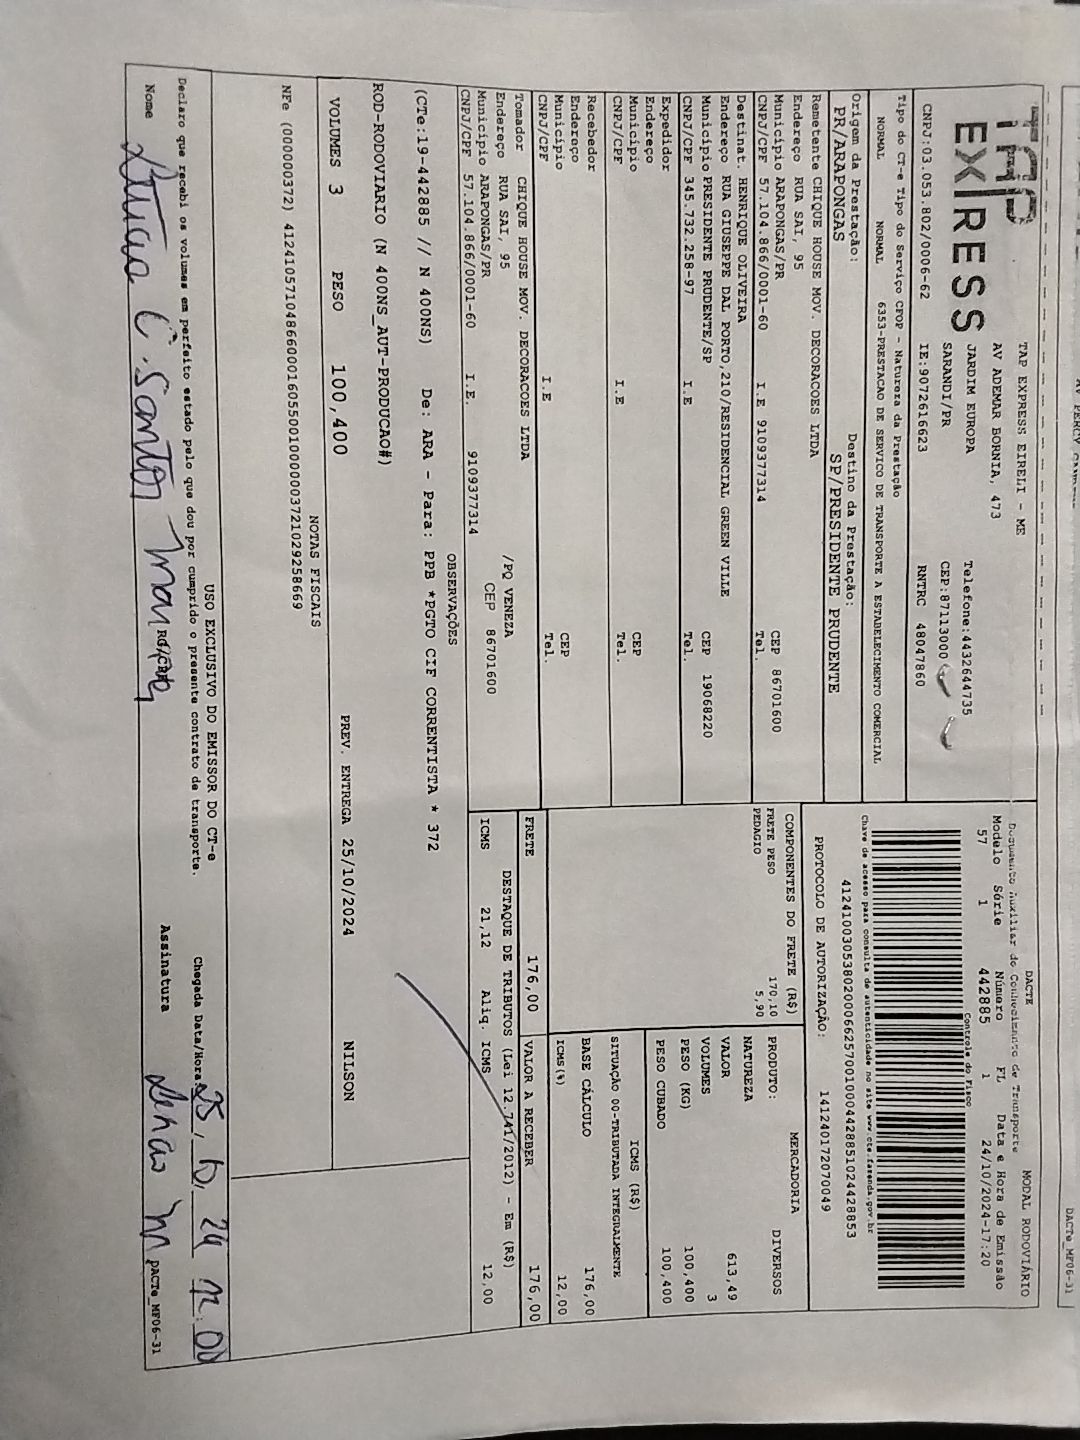 TAP
EXPRESS
TAP EXPRESS EIRELI - ME
AV ADEMAR BORNIA, 473
JARDIM EUROPA Telefone:4432644735
SARANDI/PR CEP:87113000
CNPJ:03.053.802/0006-62 IE:9072616623 RNTRC 48047860
Tipo do CT-e Tipo do Serviço CFOP - Natureza da Prestação
NORMAL NORMAL 6353-PRESTACAO DE SERVICO DE TRANSPORTE A ESTABELECIMENTO COMERCIAL
Origem da Prestação: Destino da Prestação:
PR/ARAPONGAS SP/PRESIDENTE PRUDENTE
Remetente CHIQUE HOUSE MOV. DECORACOES LTDA
Endereço RUA SAI, 95
Município ARAPONGAS/PR CEP 86701600
CNPJ/CPF 57.104.866/0001-60 I.E 9109377314 Tel.
Destinat. HENRIQUE OLIVEIRA
Endereço RUA GIUSEPPE DAL PORTO,210/RESIDENCIAL GREEN VILLE
Município PRESIDENTE PRUDENTE/SP CEP 19068220
CNPJ/CPF 345.732.258-97 I.E Tel.
Expedidor
Endereço
Município CEP
CNPJ/CPF I.E Tel.
Recebedor
Endereço
Município CEP
CNPJ/CPF I.E Tel.
Tomador CHIQUE HOUSE MOV. DECORACOES LTDA
Endereço RUA SAI, 95 /PQ VENEZA
Município ARAPONGAS/PR CEP 86701600
CNPJ/CPF 57.104.866/0001-60 I.E. 9109377314
DACTE MODAL RODOVIÁRIO
Documento Auxiliar do Conhecimento de Transporte
Modelo Série Número FL Data e Hora de Emissão
57 1 442885 1 24/10/2024-17:20
Controle do Fisco
Chave de acesso para consulta de autenticidade no site www.cte.fazenda.gov.br
41241003053802000662570010004428851024428853
PROTOCOLO DE AUTORIZAÇÃO: 141240172070049
COMPONENTES DO FRETE (R$)
FRETE PESO 170,10
PEDAGIO 5,90
MERCADORIA
PRODUTO: DIVERSOS
NATUREZA
VALOR 613,49
VOLUMES 3
PESO (KG) 100,400
PESO CUBADO 100,400
ICMS (R$)
SITUAÇÃO 00-TRIBUTADA INTEGRALMENTE
BASE CÁLCULO 176,00
ICMS(%) 12,00
FRETE 176,00 VALOR A RECEBER 176,00
DESTAQUE DE TRIBUTOS (Lei 12.741/2012) - Em (R$)
ICMS 21,12 Aliq. ICMS 12,00
OBSERVAÇÕES
(CTe:19-442885 // N 400NS) De: ARA - Para: PPB *PGTO CIF CORRENTISTA * 372
ROD-RODOVIARIO (N 400NS_AUT-PRODUCAO#)
VOLUMES 3 PESO 100,400 PREV. ENTREGA 25/10/2024 NILSON
NOTAS FISCAIS
NFe (000000372) 41241057104866000160550010000003721029258669
USO EXCLUSIVO DO EMISSOR DO CT-e
Declaro que recebi os volumes em perfeito estado pelo que dou por cumprido o presente contrato de transporte.
Chegada Data/Hora 25, 10, 24 12:00
Nome C. Santos Assinatura
DACTe_MF06-31
DACTe_MF06-31